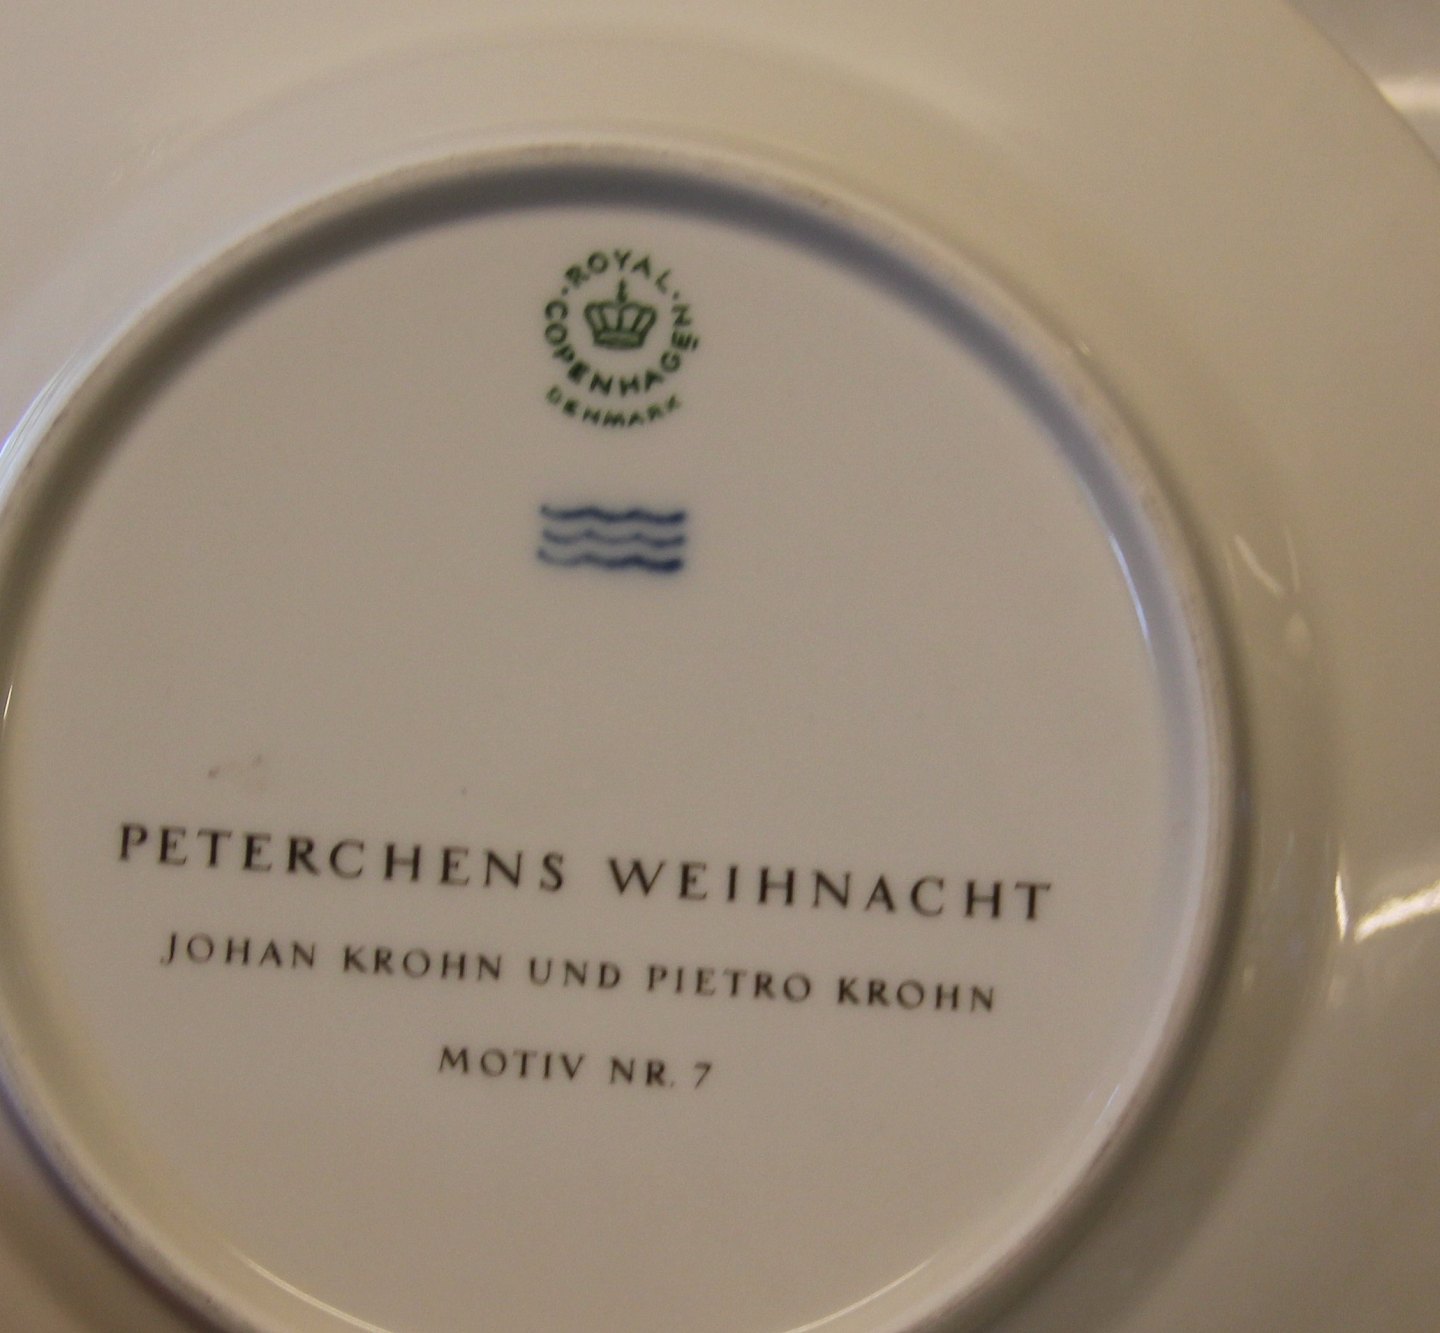 ROYAL
COPENHAGEN
DENMARK
PETERCHENS WEIHNACHT
JOHAN KROHN UND PIETRO KROHN
MOTIV NR. 7